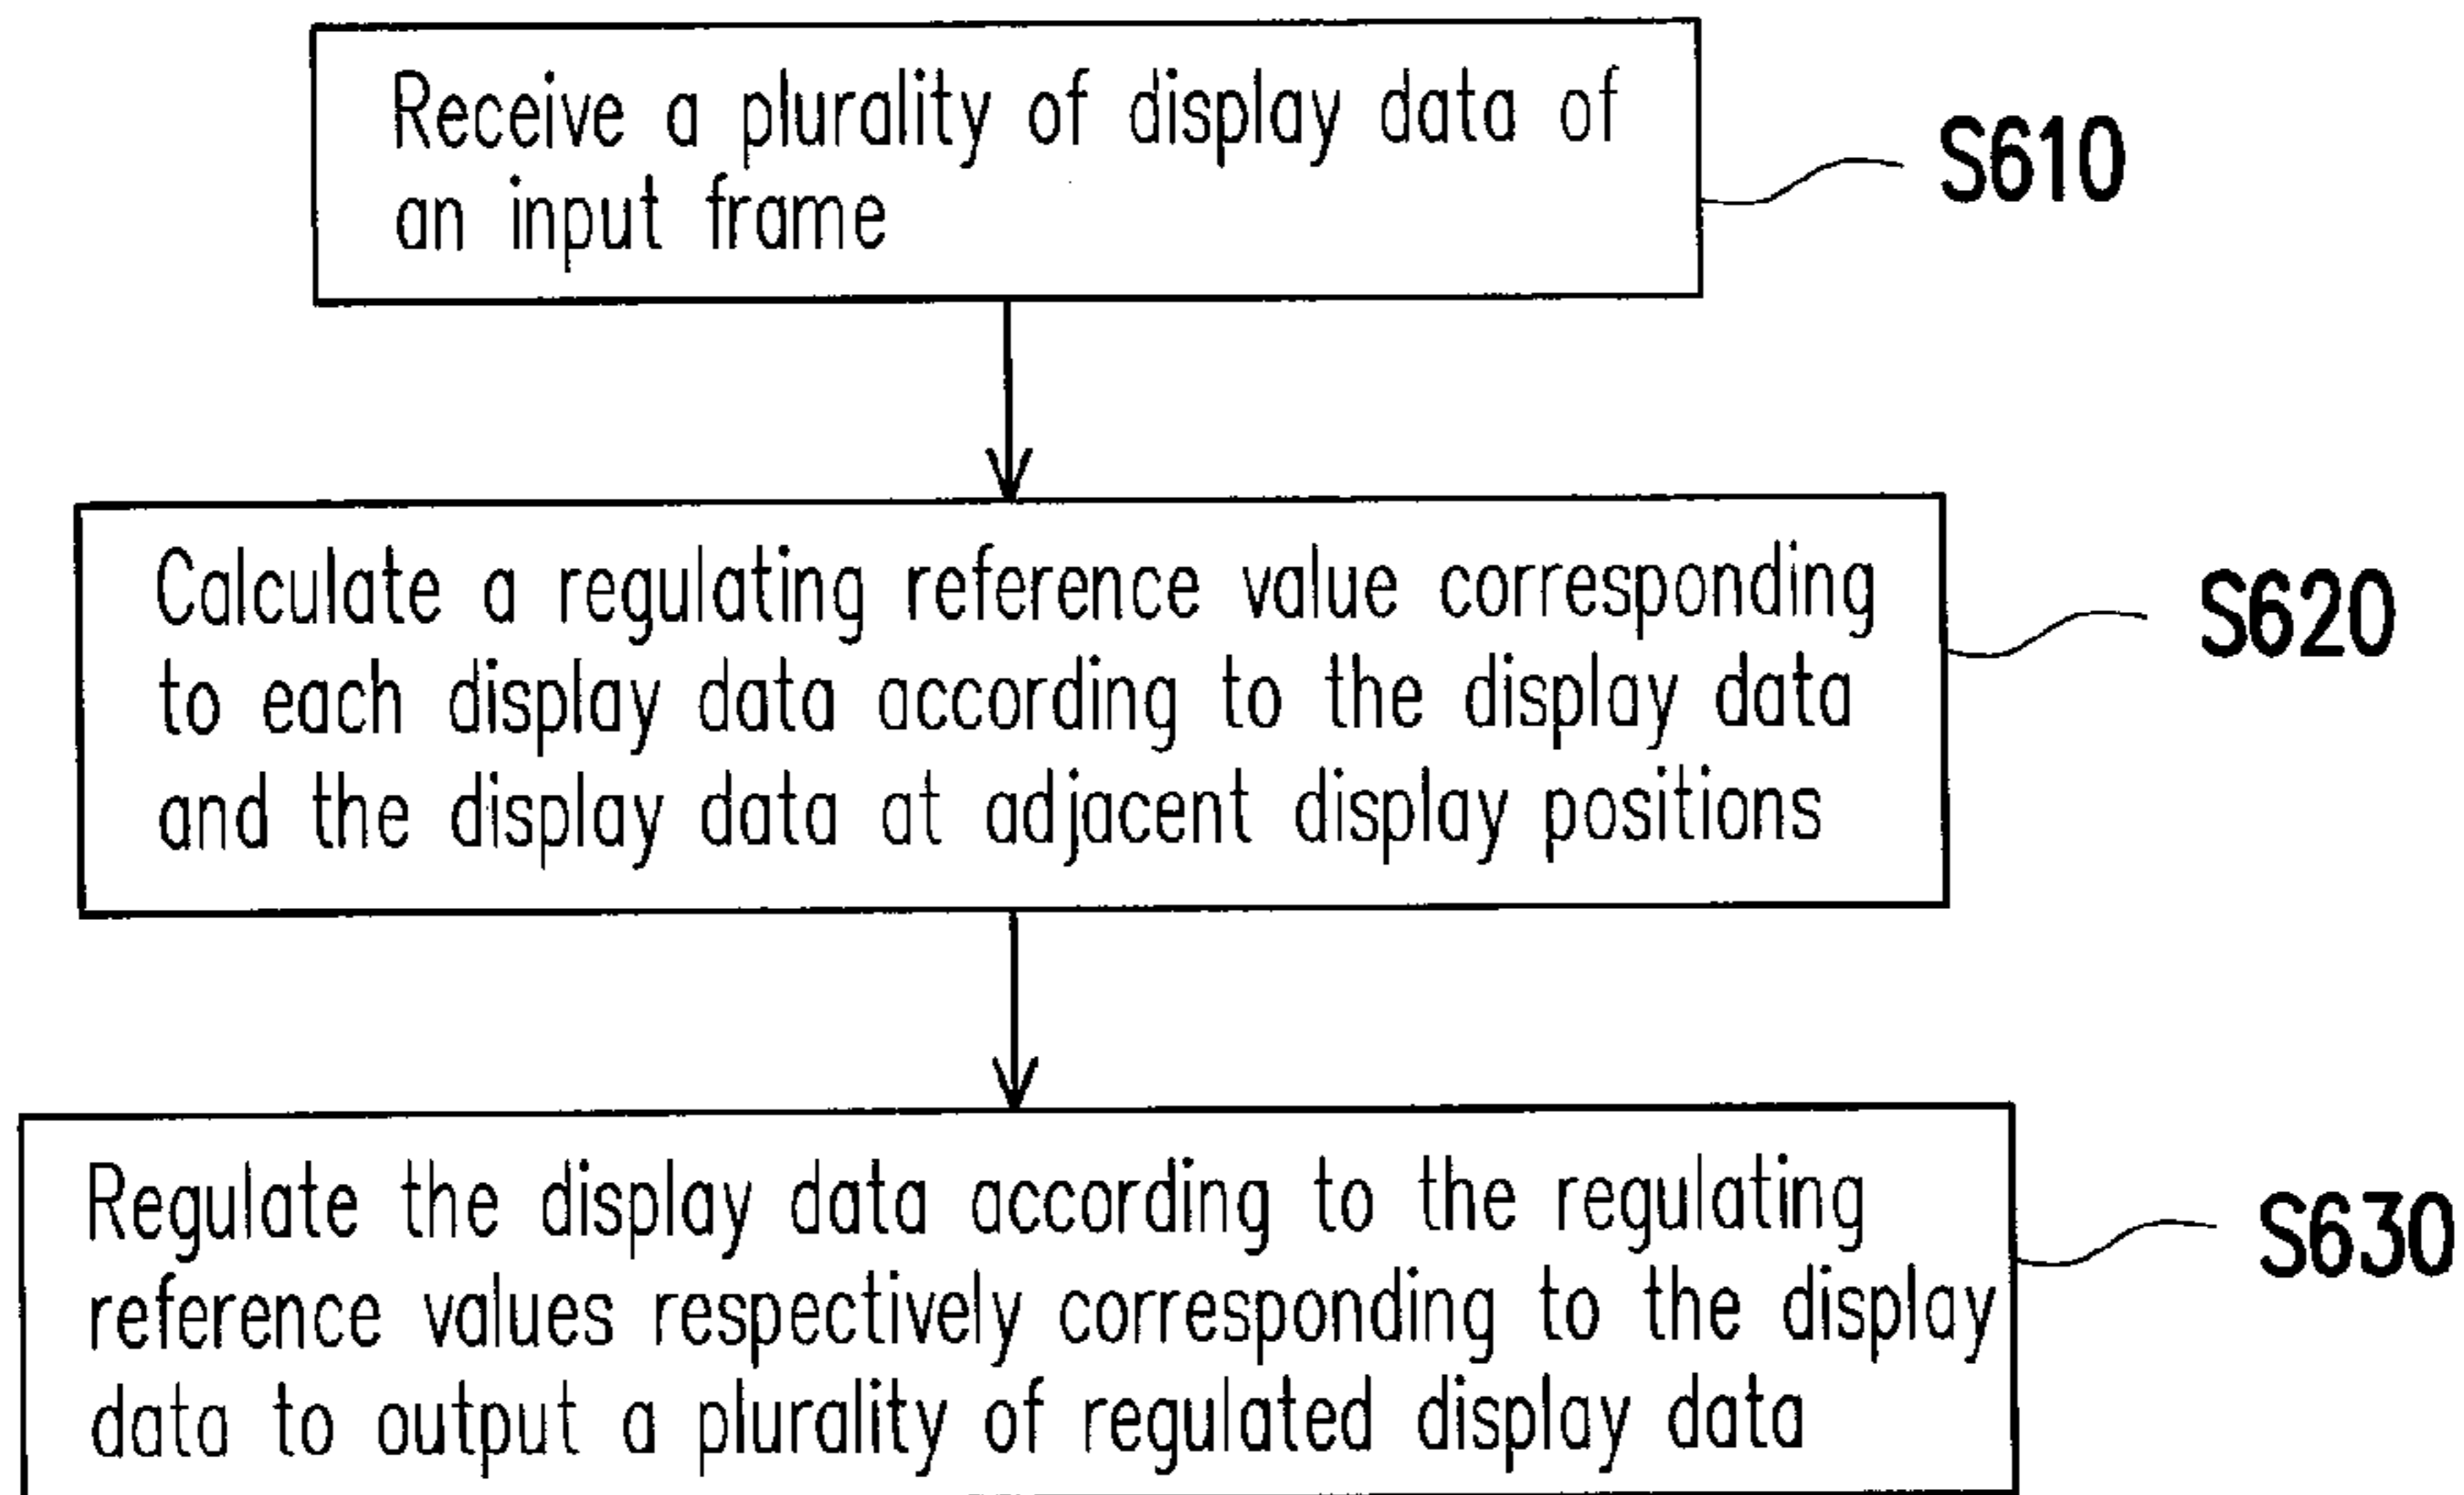 Receive a plurality of display data of
an input frame
S610
Calculate a regulating reference value corresponding
to each display data according to the display data
and the display data at adjacent display positions
S620
Regulate the display data according to the regulating
reference values respectively corresponding to the display
data to output a plurality of regulated display data
S630